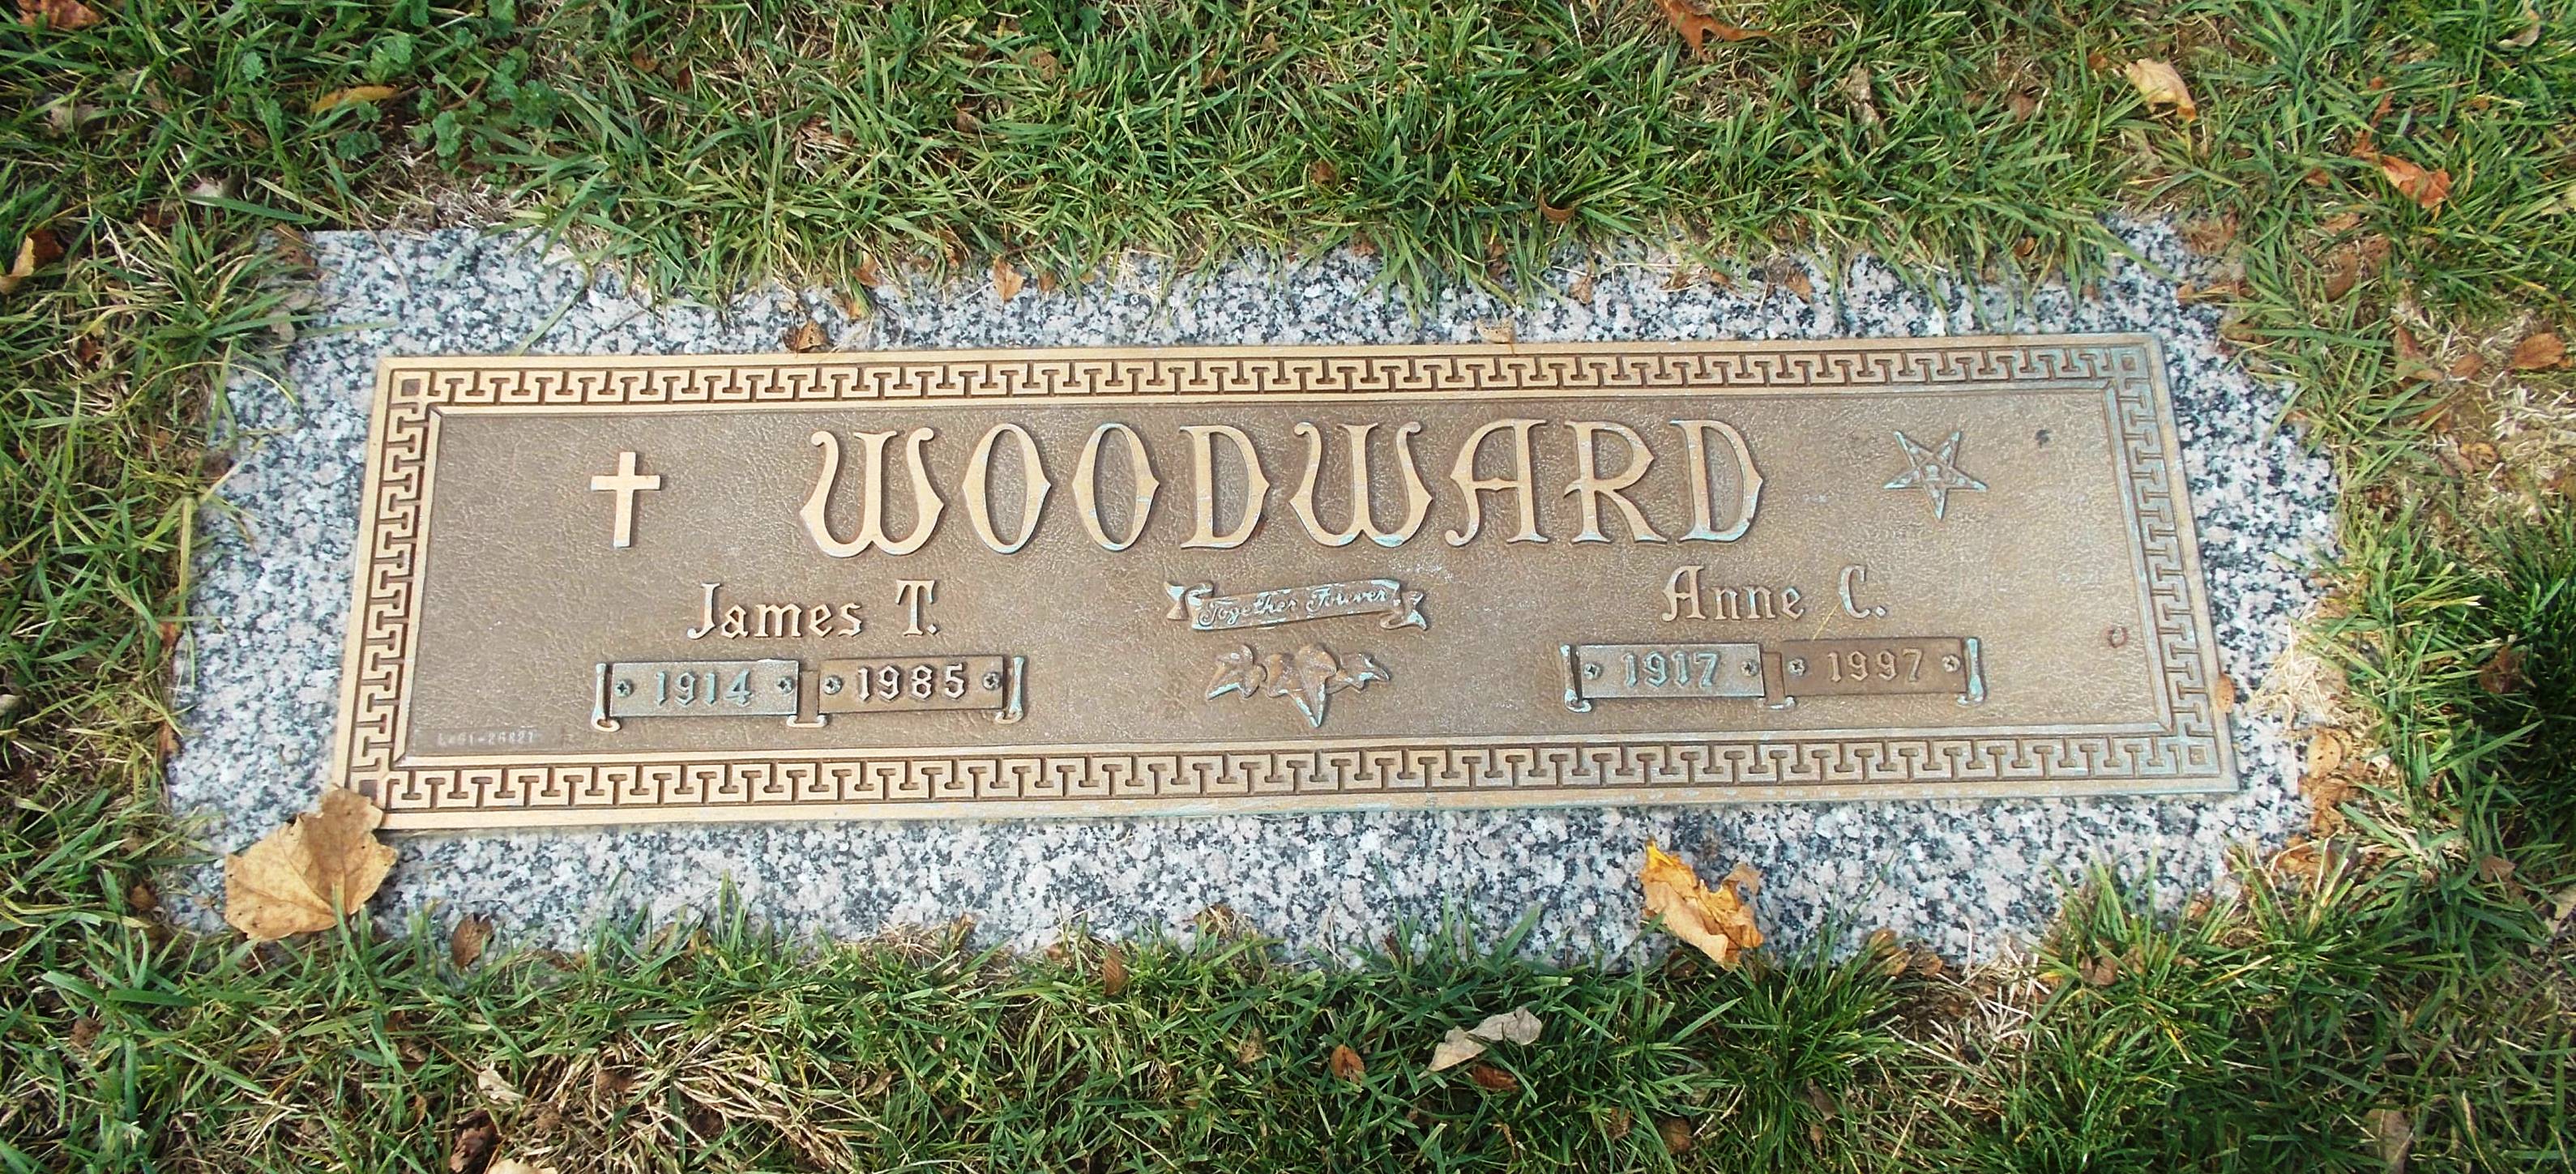 WOODWARD
James T.
Together Forever
Anne C.
1914 1985
1917 1997